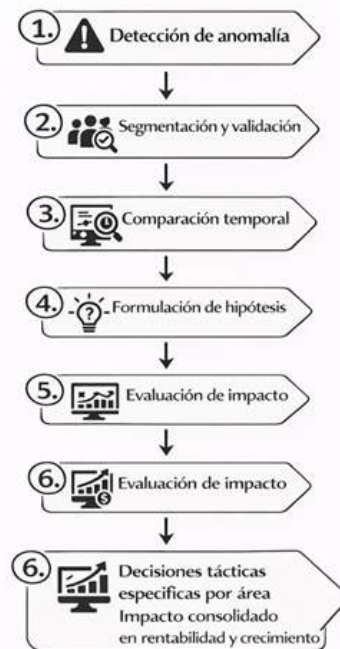 1. Detección de anomalía
2. Segmentación y validación
3. Comparación temporal
4. Formulación de hipótesis
5. Evaluación de impacto
6. Evaluación de impacto
6. Decisiones tácticas
especificas por área
Impacto consolidado
en rentabilidad y crecimiento